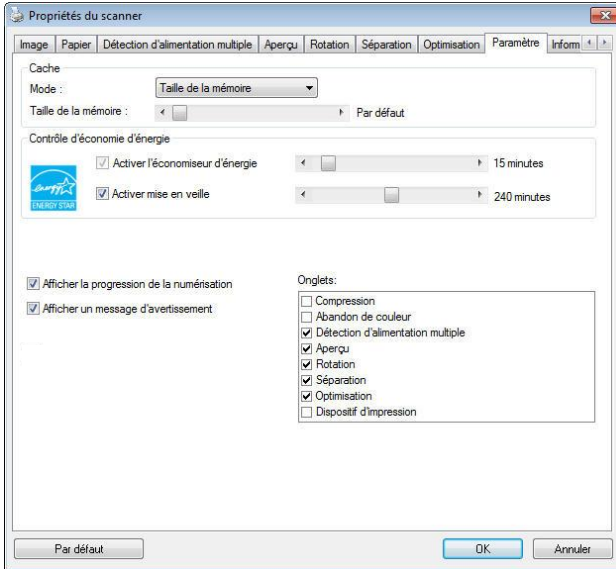 Propriétés du scanner
Image Papier Détection d'alimentation multiple Aperçu Rotation Séparation Optimisation Paramètre Inform
Cache
Mode : Taille de la mémoire
Taille de la mémoire : Par défaut
Contrôle d'économie d'énergie
Activer l'économiseur d'énergie 15 minutes
energy
ENERGY STAR
Activer mise en veille 240 minutes
Afficher la progression de la numérisation
Afficher un message d'avertissement
Onglets:
Compression
Abandon de couleur
Détection d'alimentation multiple
Aperçu
Rotation
Séparation
Optimisation
Dispositif d'impression
Par défaut OK Annuler